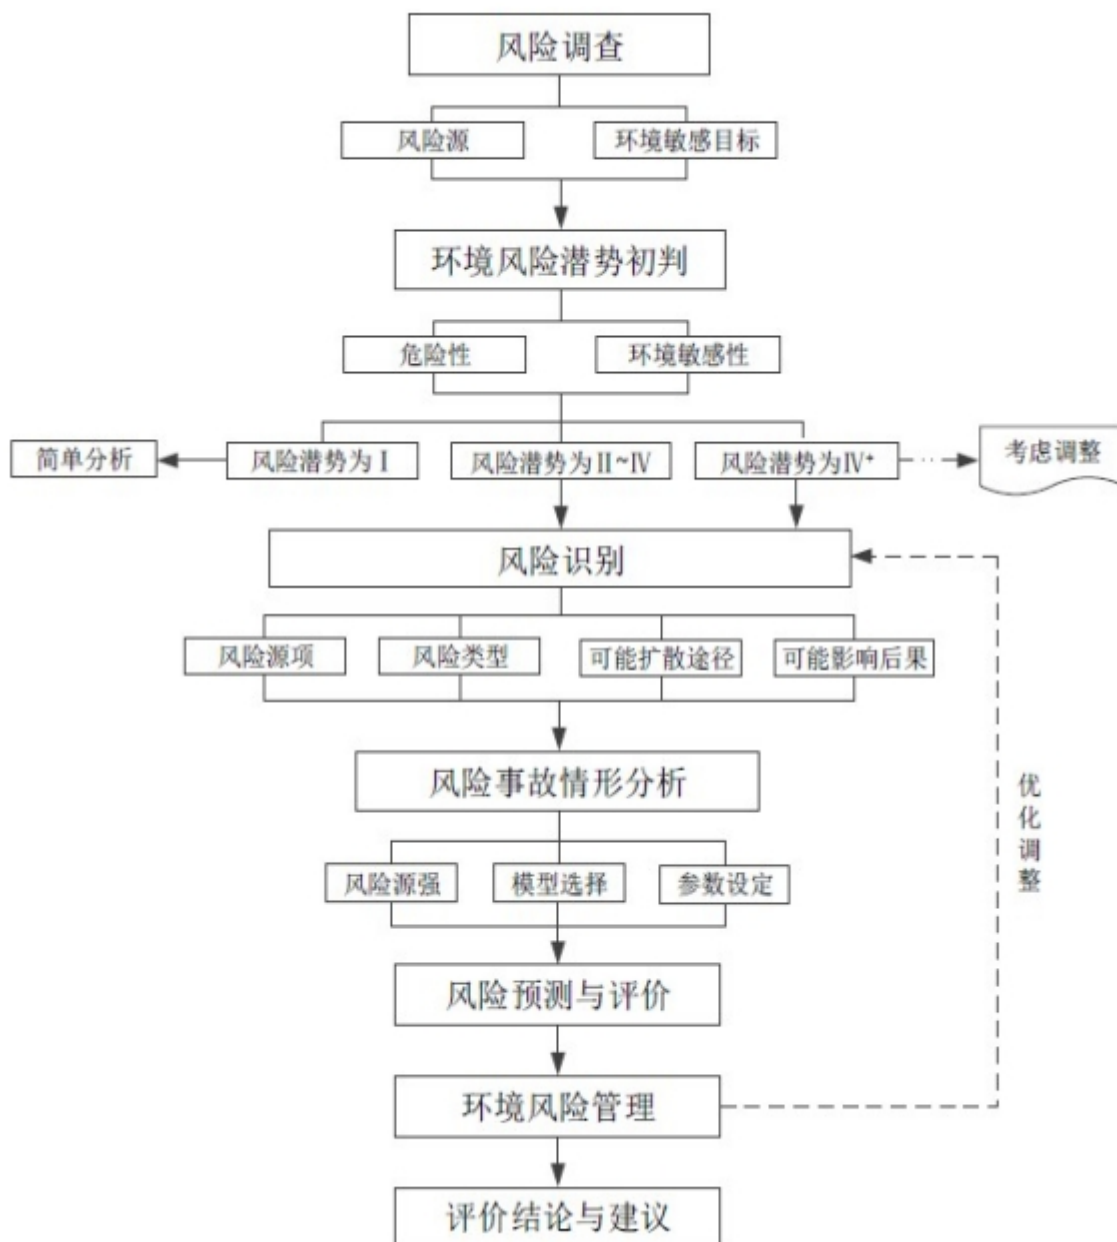 风险调查
风险源
环境敏感目标
环境风险潜势初判
危险性
环境敏感性
简单分析
风险潜势为Ⅰ
风险潜势为Ⅱ~Ⅳ
风险潜势为Ⅳ⁺
考虑调整
风险识别
风险源项
风险类型
可能扩散途径
可能影响后果
风险事故情形分析
优化调整
风险源强
模型选择
参数设定
风险预测与评价
环境风险管理
评价结论与建议